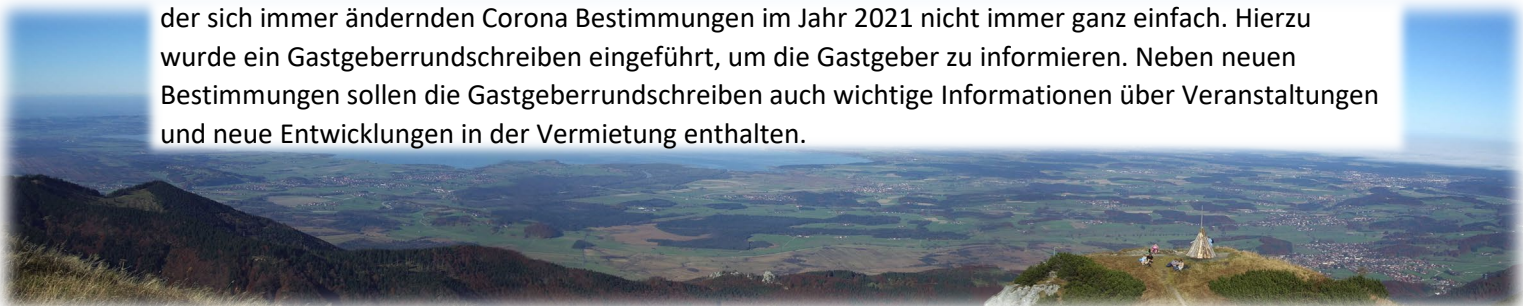 der sich immer ändernden Corona Bestimmungen im Jahr 2021 nicht immer ganz einfach. Hierzu
wurde ein Gastgeberrundschreiben eingeführt, um die Gastgeber zu informieren. Neben neuen
Bestimmungen sollen die Gastgeberrundschreiben auch wichtige Informationen über Veranstaltungen
und neue Entwicklungen in der Vermietung enthalten.